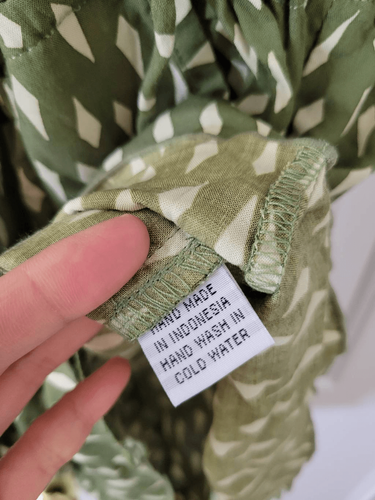 HAND MADE
IN INDONESIA
HAND WASH IN
COLD WATER